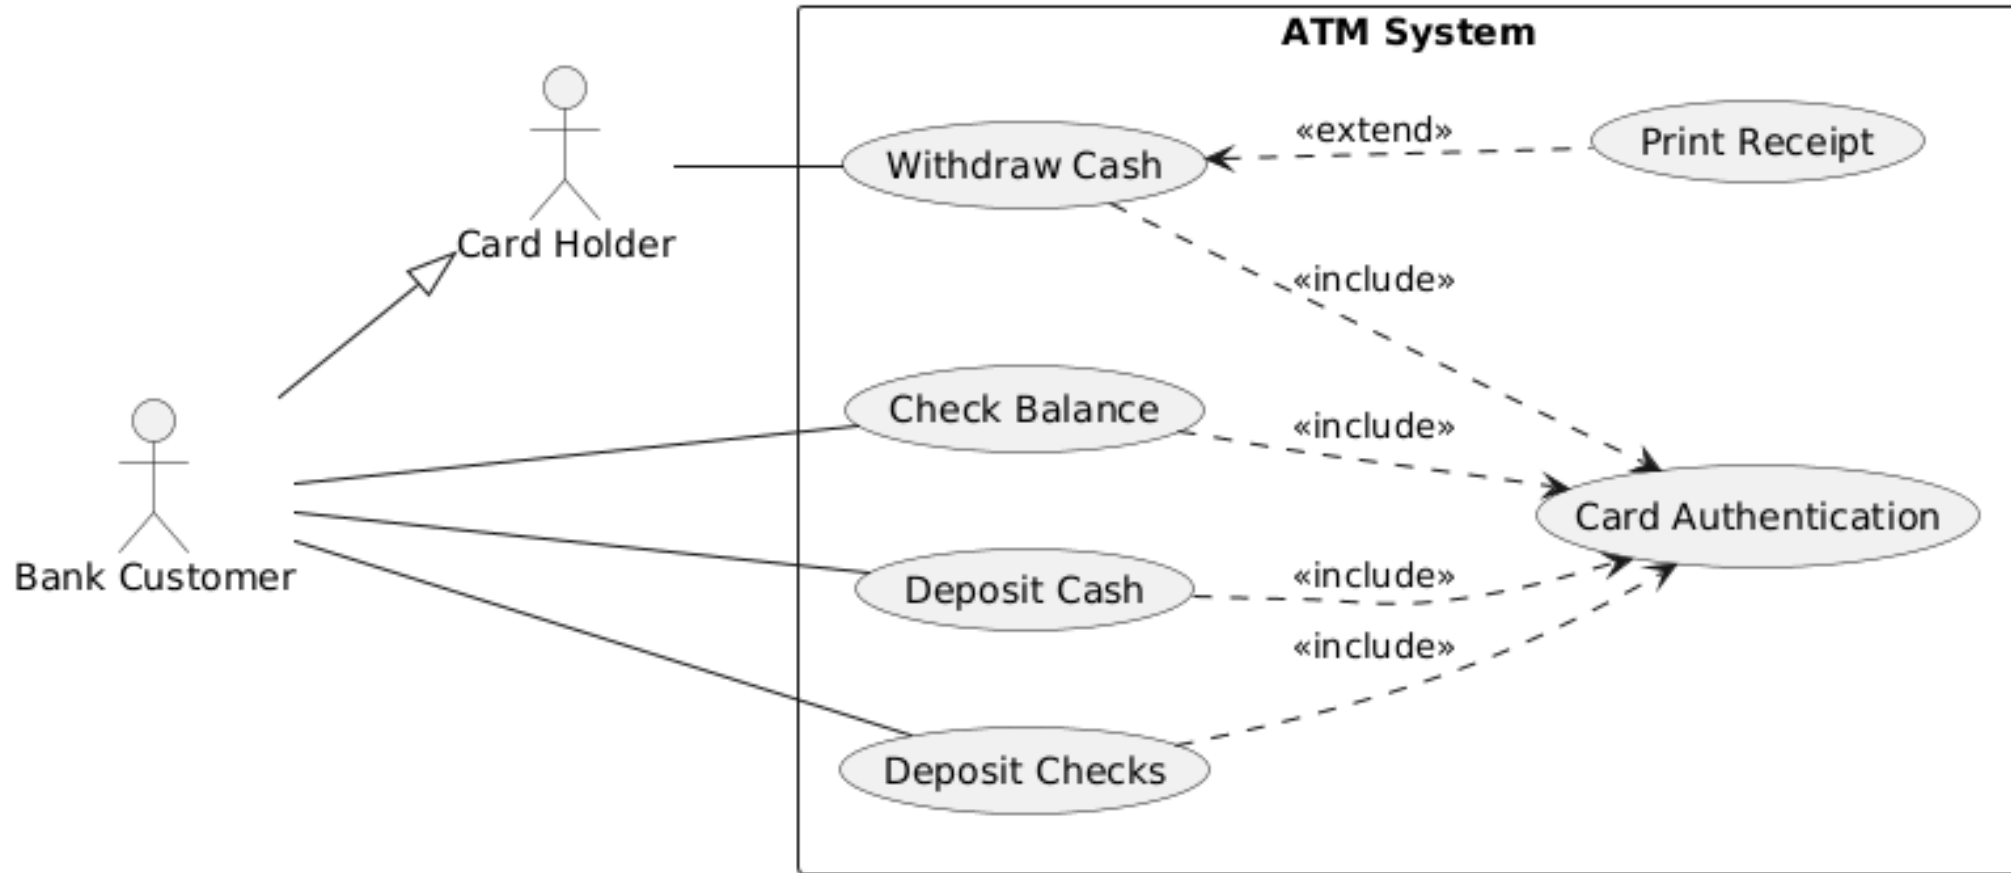 ATM System
Card Holder
Withdraw Cash
«extend»
Print Receipt
«include»
Bank Customer
Check Balance
«include»
Card Authentication
Deposit Cash
«include»
«include»
Deposit Checks